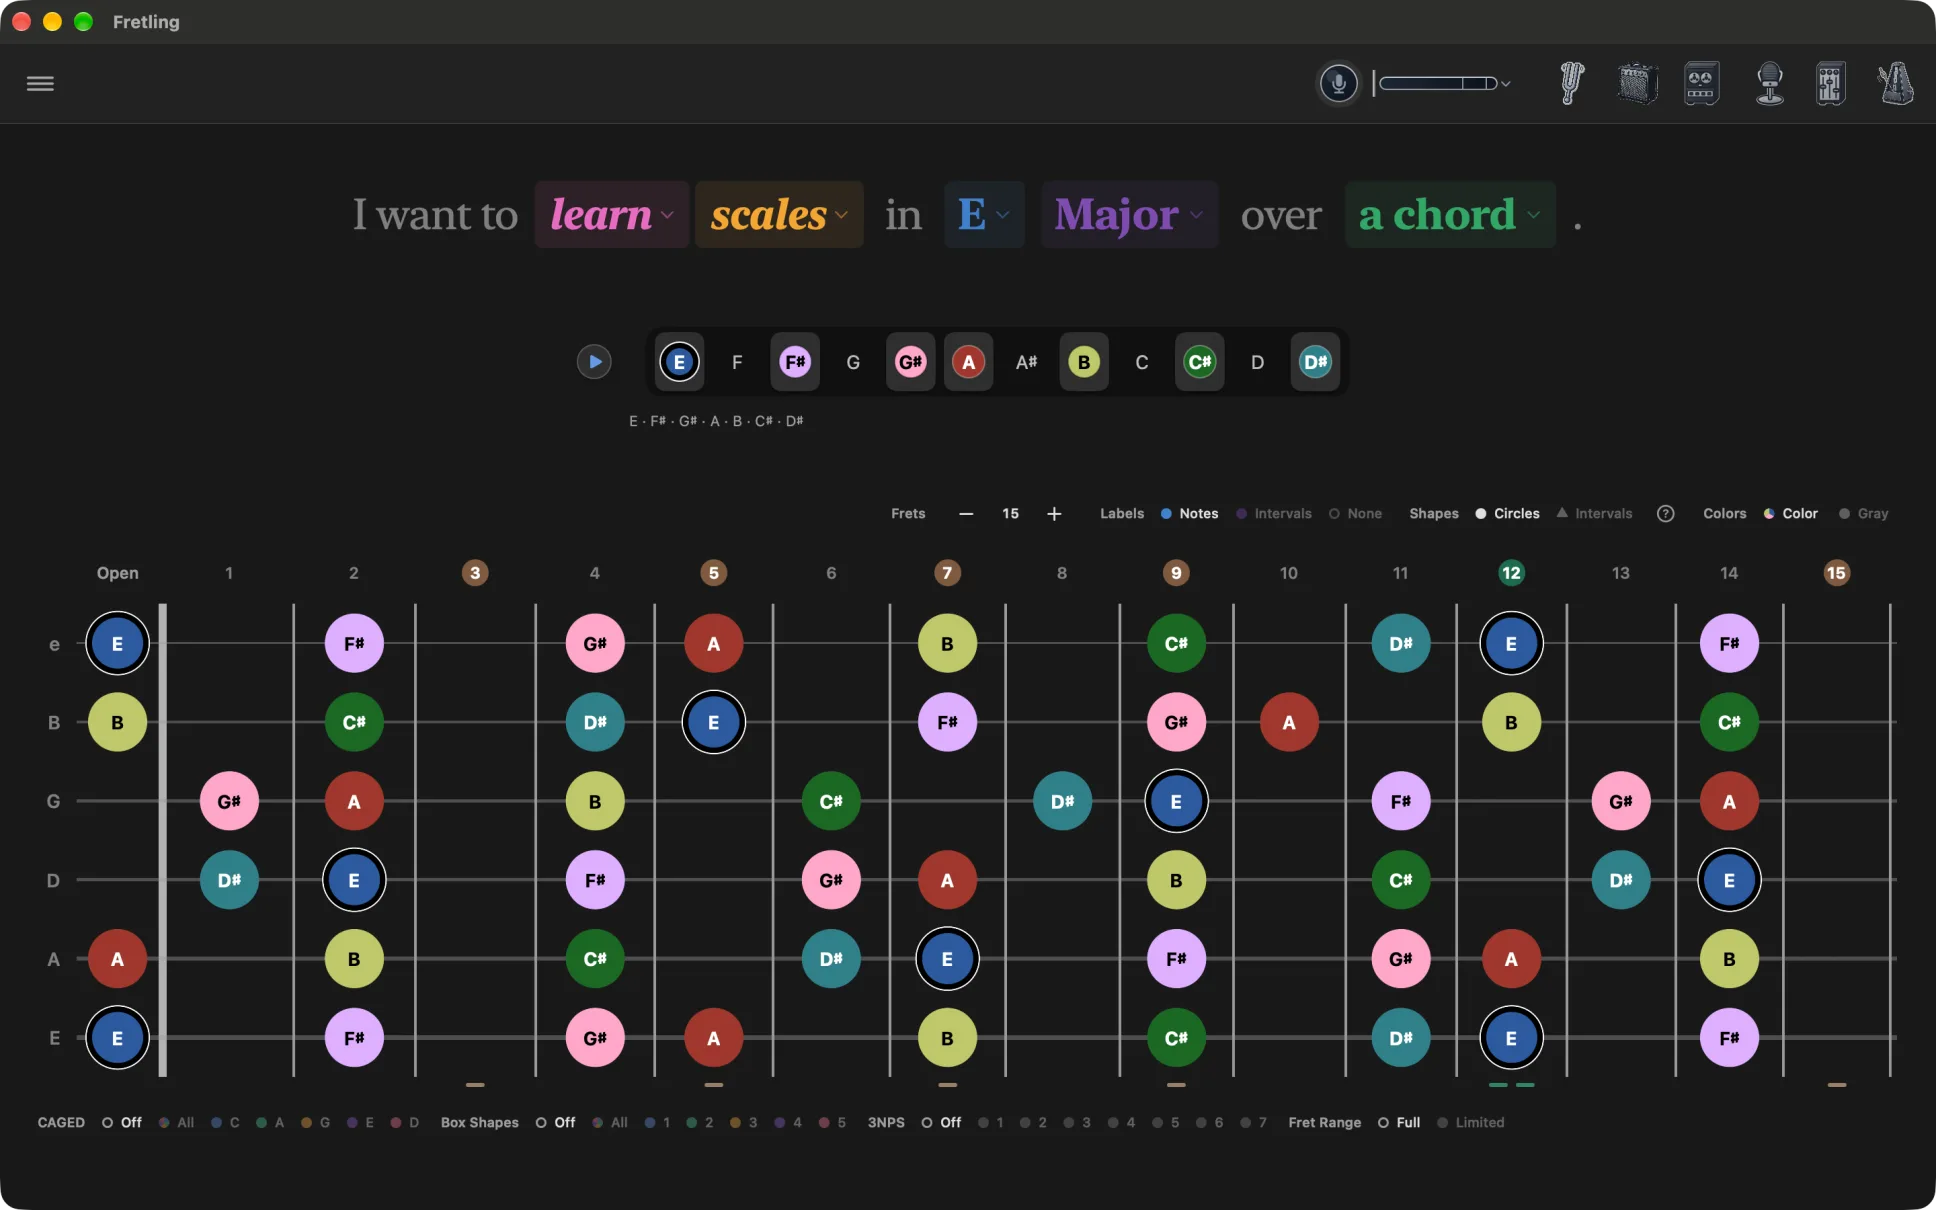 Fretling
I want to learn scales in E Major over a chord .
E F F# G G# A A# B C C# D D#
E · F# · G# · A · B · C# · D#
Frets — 15 + Labels Notes Intervals None Shapes Circles Intervals ? Colors Color Gray
Open 1 2 3 4 5 6 7 8 9 10 11 12 13 14 15
e E F# G# A B C# D# E F#
B B C# D# E F# G# A B C#
G G# A B C# D# E F# G# A
D D# E F# G# A B C# D# E
A A B C# D# E F# G# A B
E E F# G# A B C# D# E F#
CAGED Off All C A G E D Box Shapes Off All 1 2 3 4 5 3NPS Off 1 2 3 4 5 6 7 Fret Range Full Limited